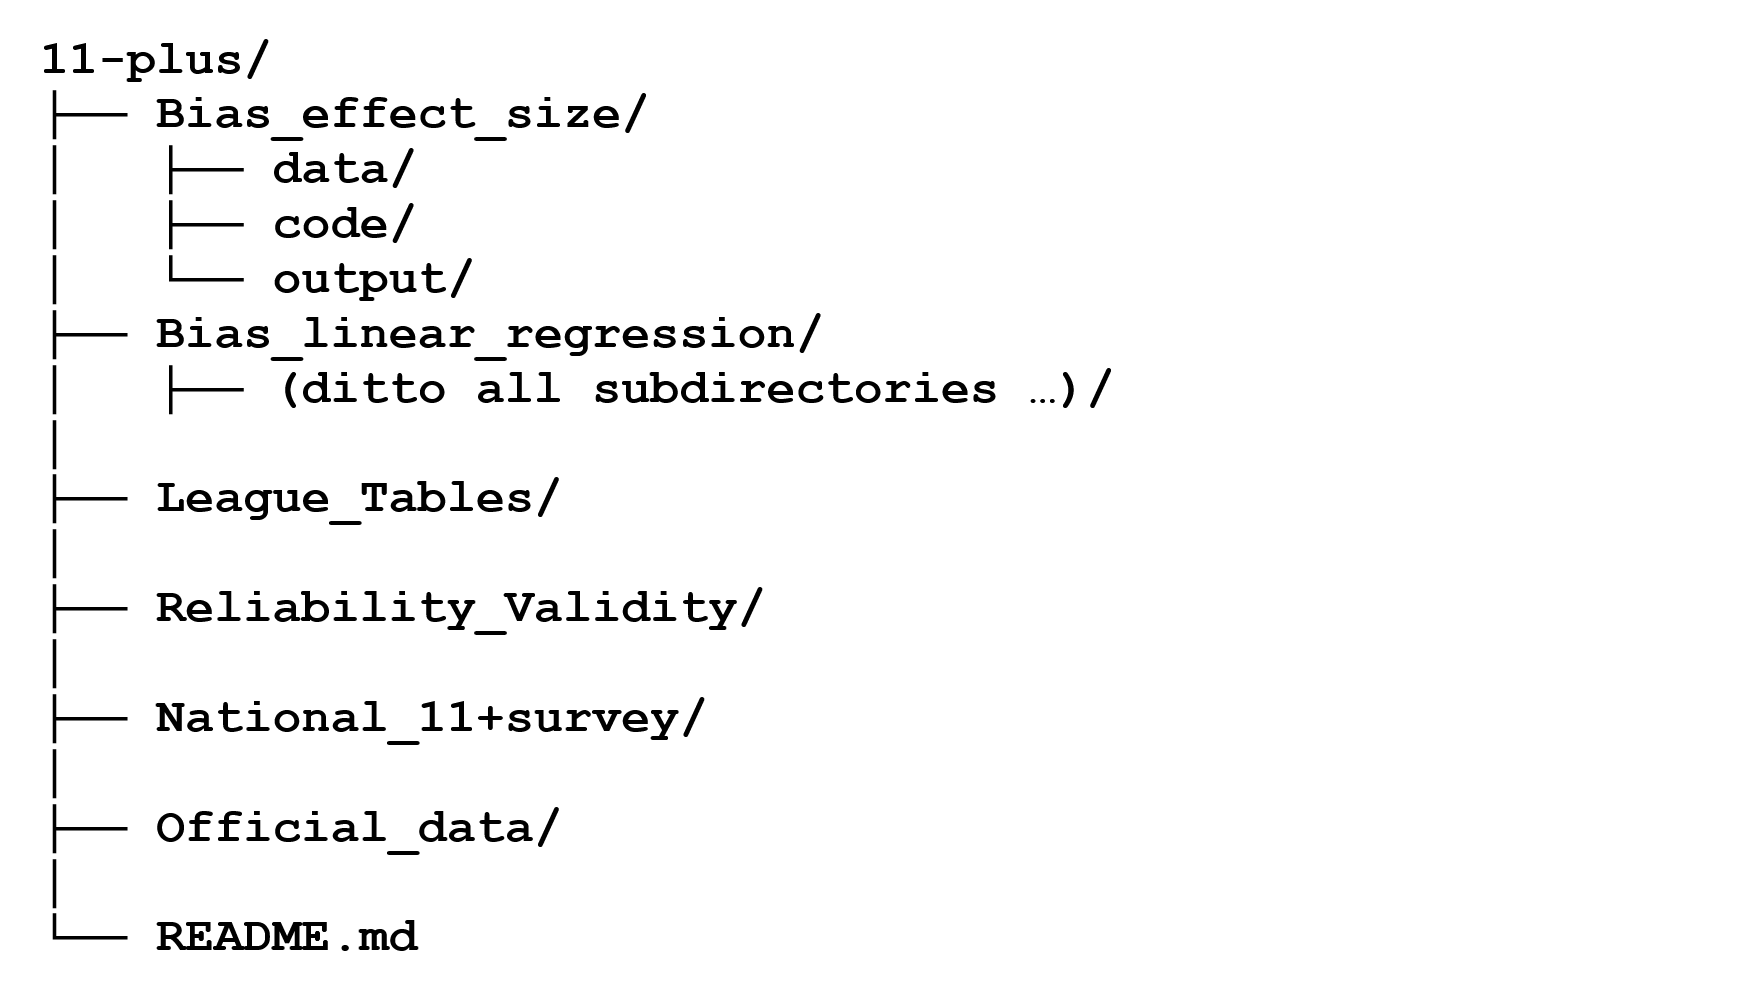 11-plus/
├── Bias_effect_size/
│   ├── data/
│   ├── code/
│   └── output/
├── Bias_linear_regression/
│   ├── (ditto all subdirectories …)/
│
├── League_Tables/
│
├── Reliability_Validity/
│
├── National_11+survey/
│
├── Official_data/
│
└── README.md